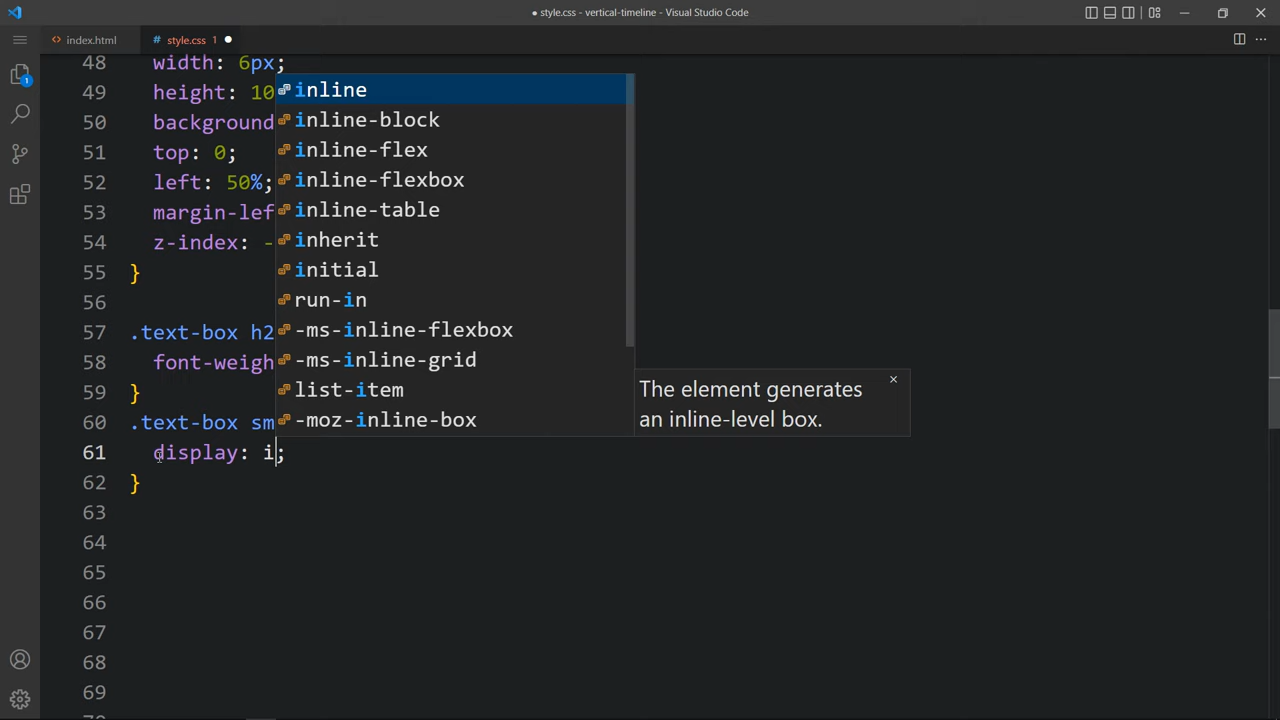 ● style.css - vertical-timeline - Visual Studio Code
<> index.html
# style.css 1 ●
48 width: 6px;
49 height: 10
50 background
51 top: 0;
52 left: 50%;
53 margin-lef
54 z-index: -
55 }
56
57 .text-box h2
58 font-weigh
59 }
60 .text-box sm
61 display: i;
62 }
63
64
65
66
67
68
69
inline
inline-block
inline-flex
inline-flexbox
inline-table
inherit
initial
run-in
-ms-inline-flexbox
-ms-inline-grid
list-item
-moz-inline-box
The element generates
an inline-level box.
1